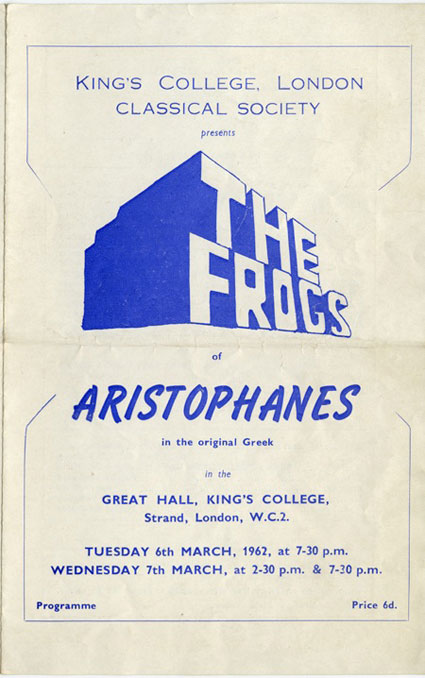 KING'S COLLEGE, LONDON
CLASSICAL SOCIETY
presents
THE
FROGS
of
ARISTOPHANES
in the original Greek
in the
GREAT HALL, KING'S COLLEGE,
Strand, London, W.C.2.
TUESDAY 6th MARCH, 1962, at 7-30 p.m.
WEDNESDAY 7th MARCH, at 2-30 p.m. & 7-30 p.m.
Programme Price 6d.